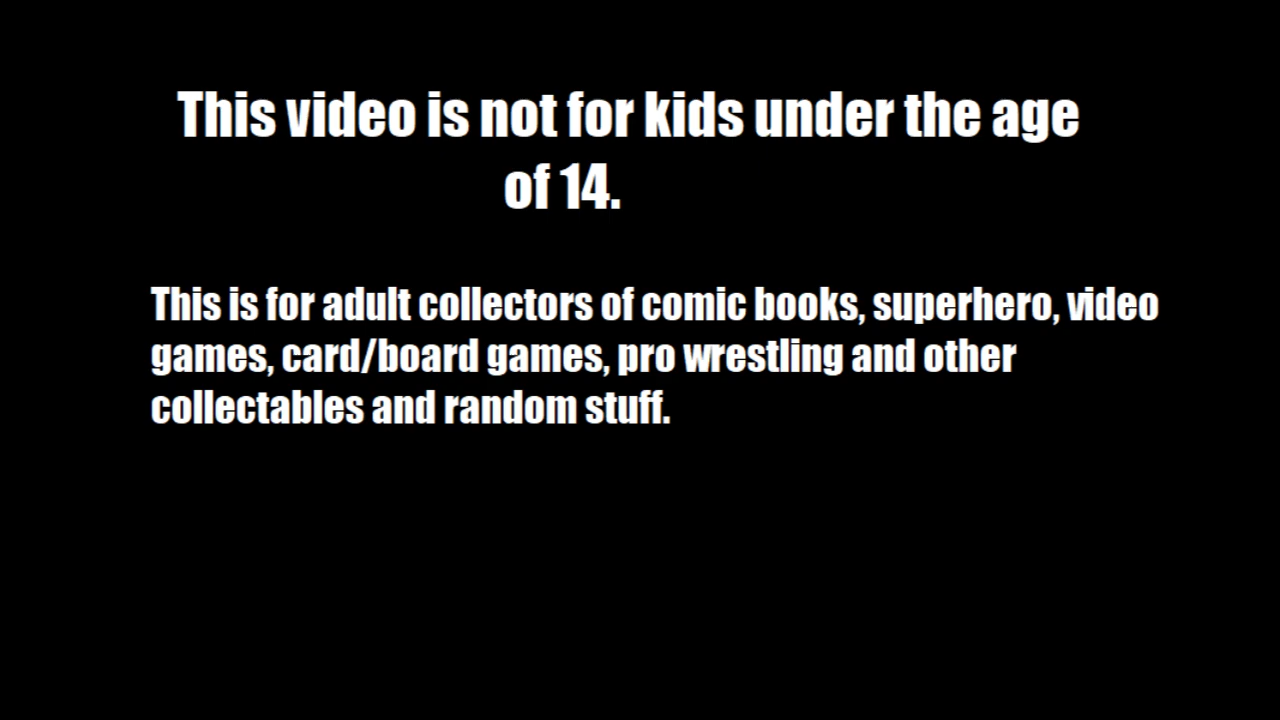 This video is not for kids under the age
of 14.
This is for adult collectors of comic books, superhero, video
games, card/board games, pro wrestling and other
collectables and random stuff.